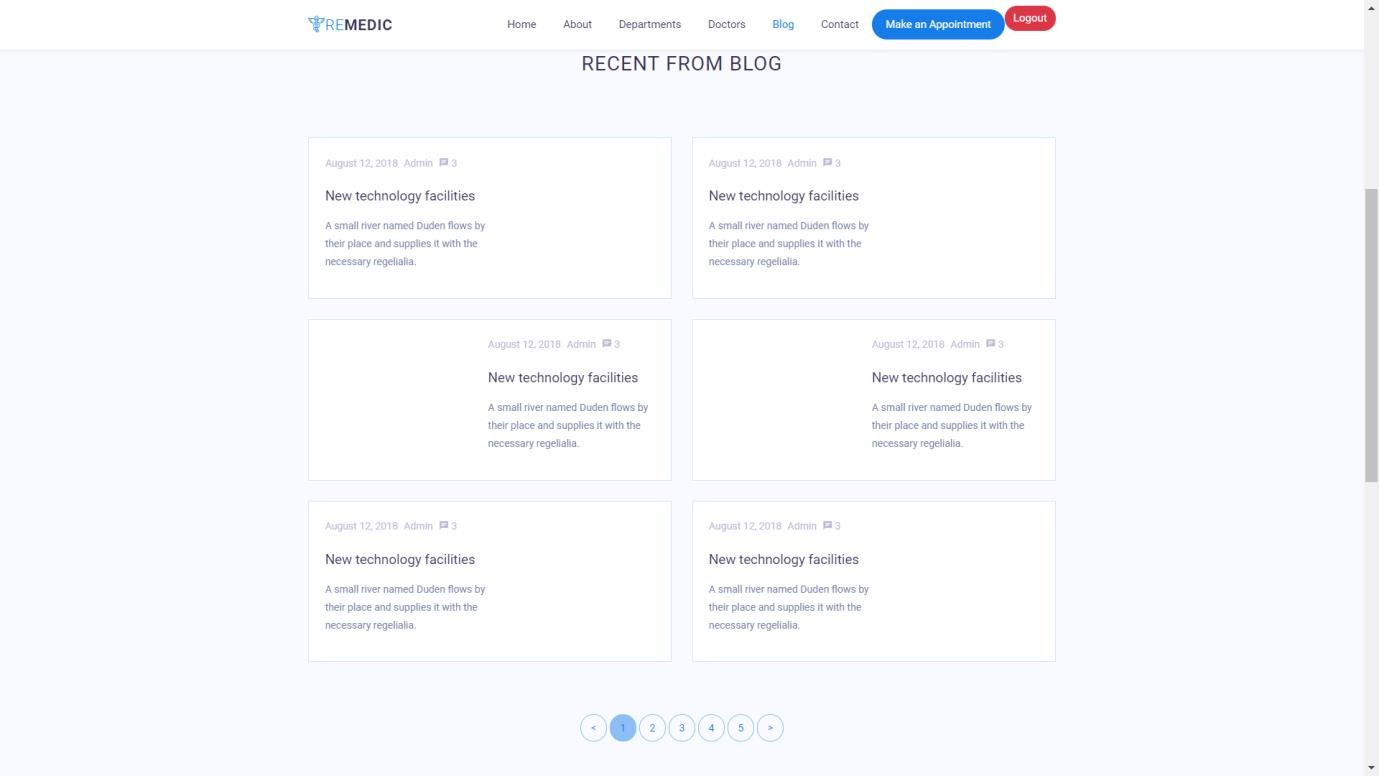 REMEDIC Home About Departments Doctors Blog Contact Make an Appointment Logout
RECENT FROM BLOG
August 12, 2018 Admin 3
New technology facilities
A small river named Duden flows by
their place and supplies it with the
necessary regelialia.
August 12, 2018 Admin 3
New technology facilities
A small river named Duden flows by
their place and supplies it with the
necessary regelialia.
August 12, 2018 Admin 3
New technology facilities
A small river named Duden flows by
their place and supplies it with the
necessary regelialia.
August 12, 2018 Admin 3
New technology facilities
A small river named Duden flows by
their place and supplies it with the
necessary regelialia.
August 12, 2018 Admin 3
New technology facilities
A small river named Duden flows by
their place and supplies it with the
necessary regelialia.
August 12, 2018 Admin 3
New technology facilities
A small river named Duden flows by
their place and supplies it with the
necessary regelialia.
< 1 2 3 4 5 >